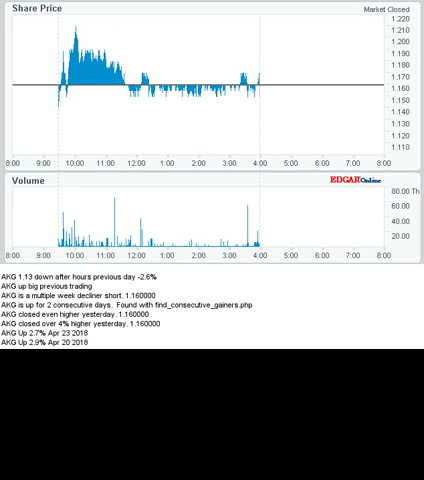 Share Price
Market Closed
1.220
1.210
1.200
1.190
1.180
1.170
1.160
1.150
1.140
1.130
1.120
1.110
8:00 9:00 10:00 11:00 12:00 1:00 2:00 3:00 4:00 5:00 6:00 7:00 8:00
Volume
EDGAROnline
80.00 Th
60.00
40.00
20.00
8:00 9:00 10:00 11:00 12:00 1:00 2:00 3:00 4:00 5:00 6:00 7:00 8:00
AKG 1.13 down after hours previous day -2.6%
AKG up big previous trading
AKG is a multiple week decliner short. 1.160000
AKG is up for 2 consecutive days. Found with find_consecutive_gainers.php
AKG closed even higher yesterday. 1.160000
AKG closed over 4% higher yesterday. 1.160000
AKG Up 2.7% Apr 23 2018
AKG Up 2.9% Apr 20 2018